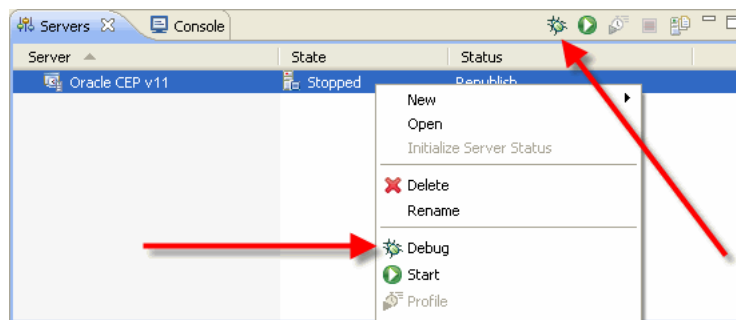 Servers Console
Server State Status
Oracle CEP v11 Stopped Republish
New
Open
Initialize Server Status
Delete
Rename
Debug
Start
Profile